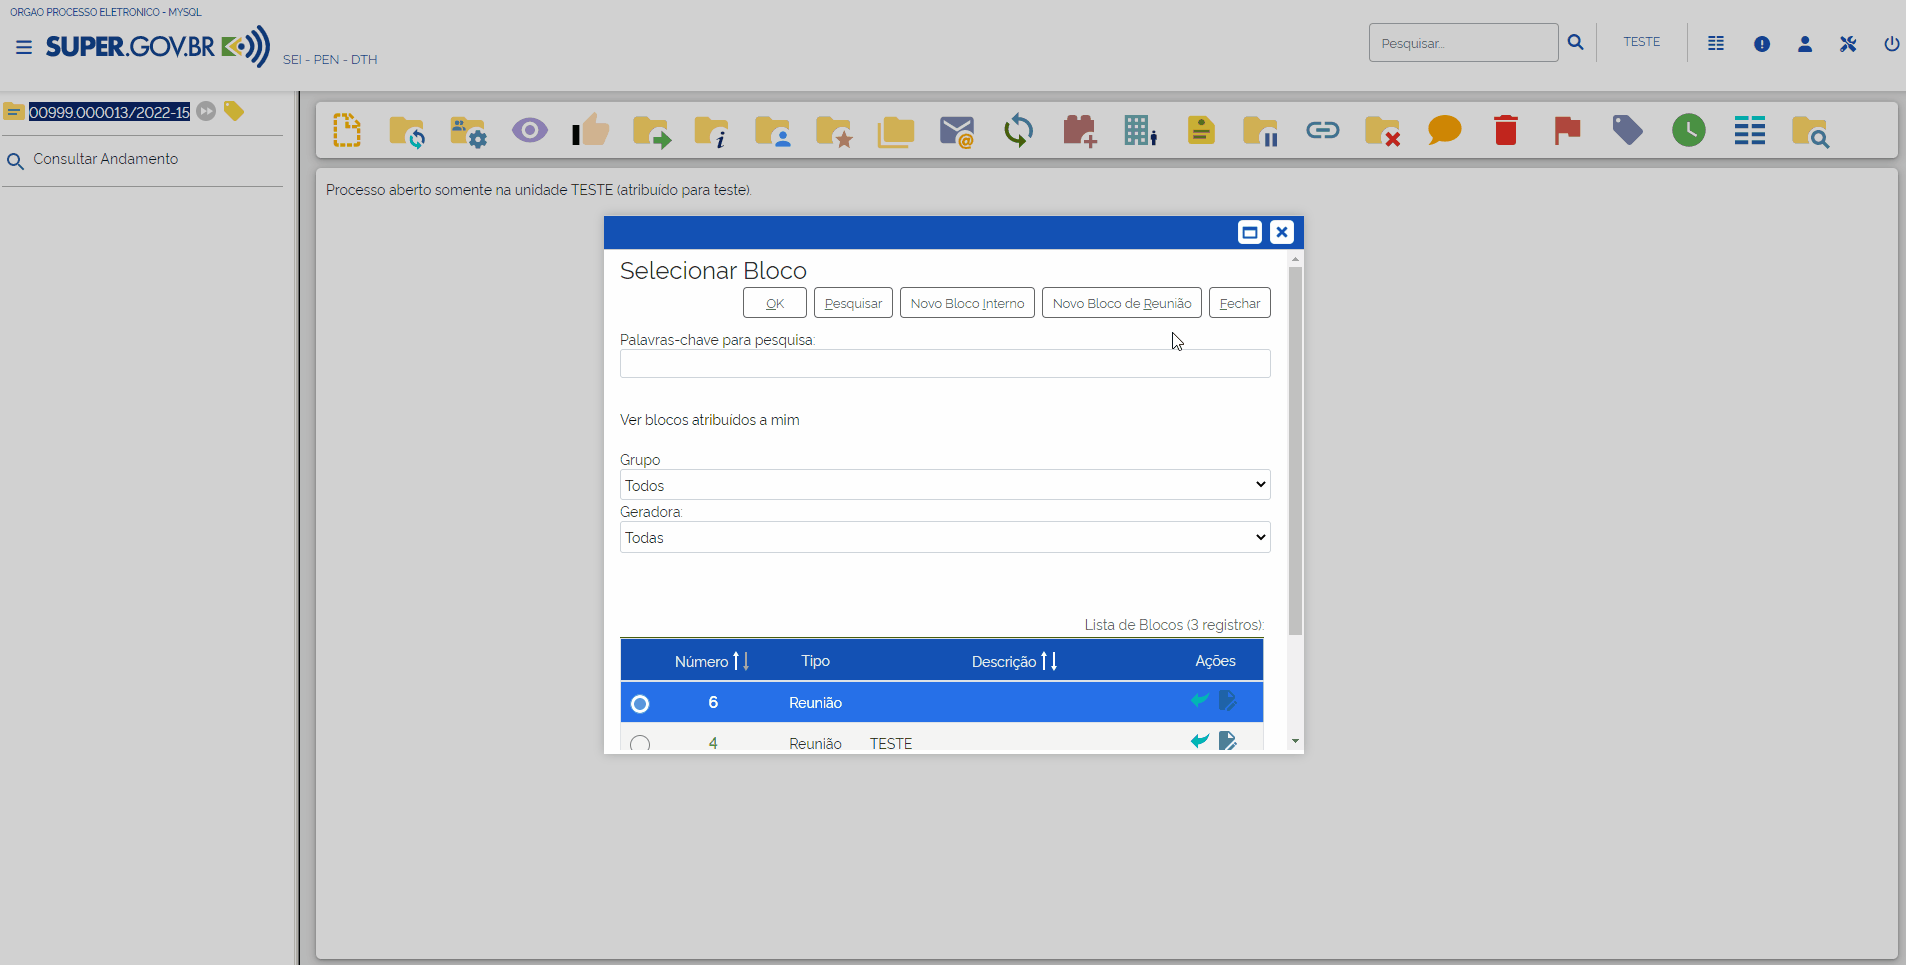 ORGAO PROCESSO ELETRONICO - MYSQL
SUPER.GOV.BR
SEI - PEN - DTH
Pesquisar...
TESTE
00999.000013/2022-15
Consultar Andamento
Processo aberto somente na unidade TESTE (atribuído para teste).
Selecionar Bloco
OK
Pesquisar
Novo Bloco Interno
Novo Bloco de Reunião
Fechar
Palavras-chave para pesquisa:
Ver blocos atribuídos a mim
Grupo
Todos
Geradora:
Todas
Lista de Blocos (3 registros):
Número Tipo Descrição Ações
6 Reunião
4 Reunião TESTE